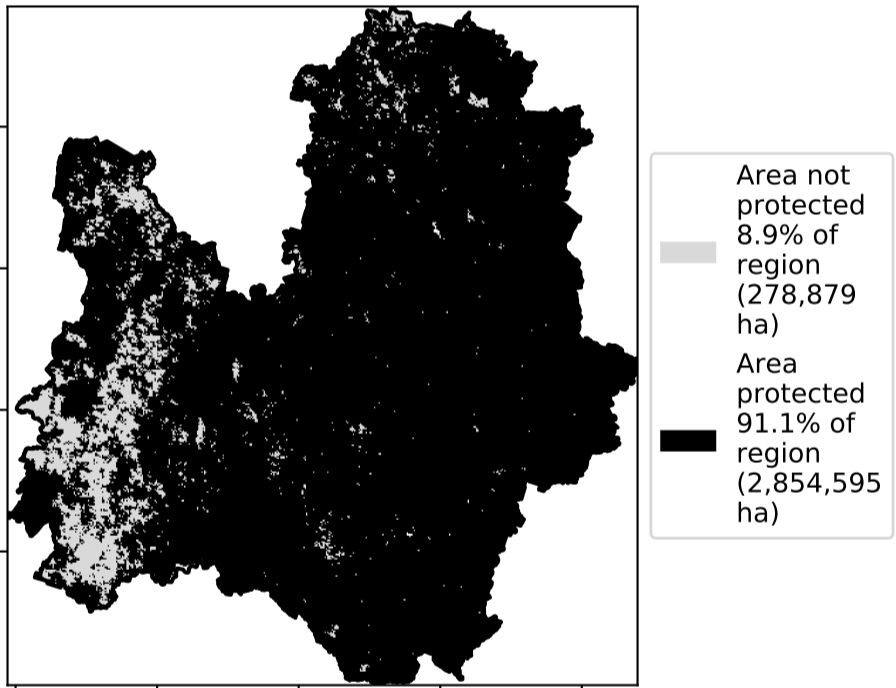 Area not
protected
8.9% of
region
(278,879
ha)
Area
protected
91.1% of
region
(2,854,595
ha)